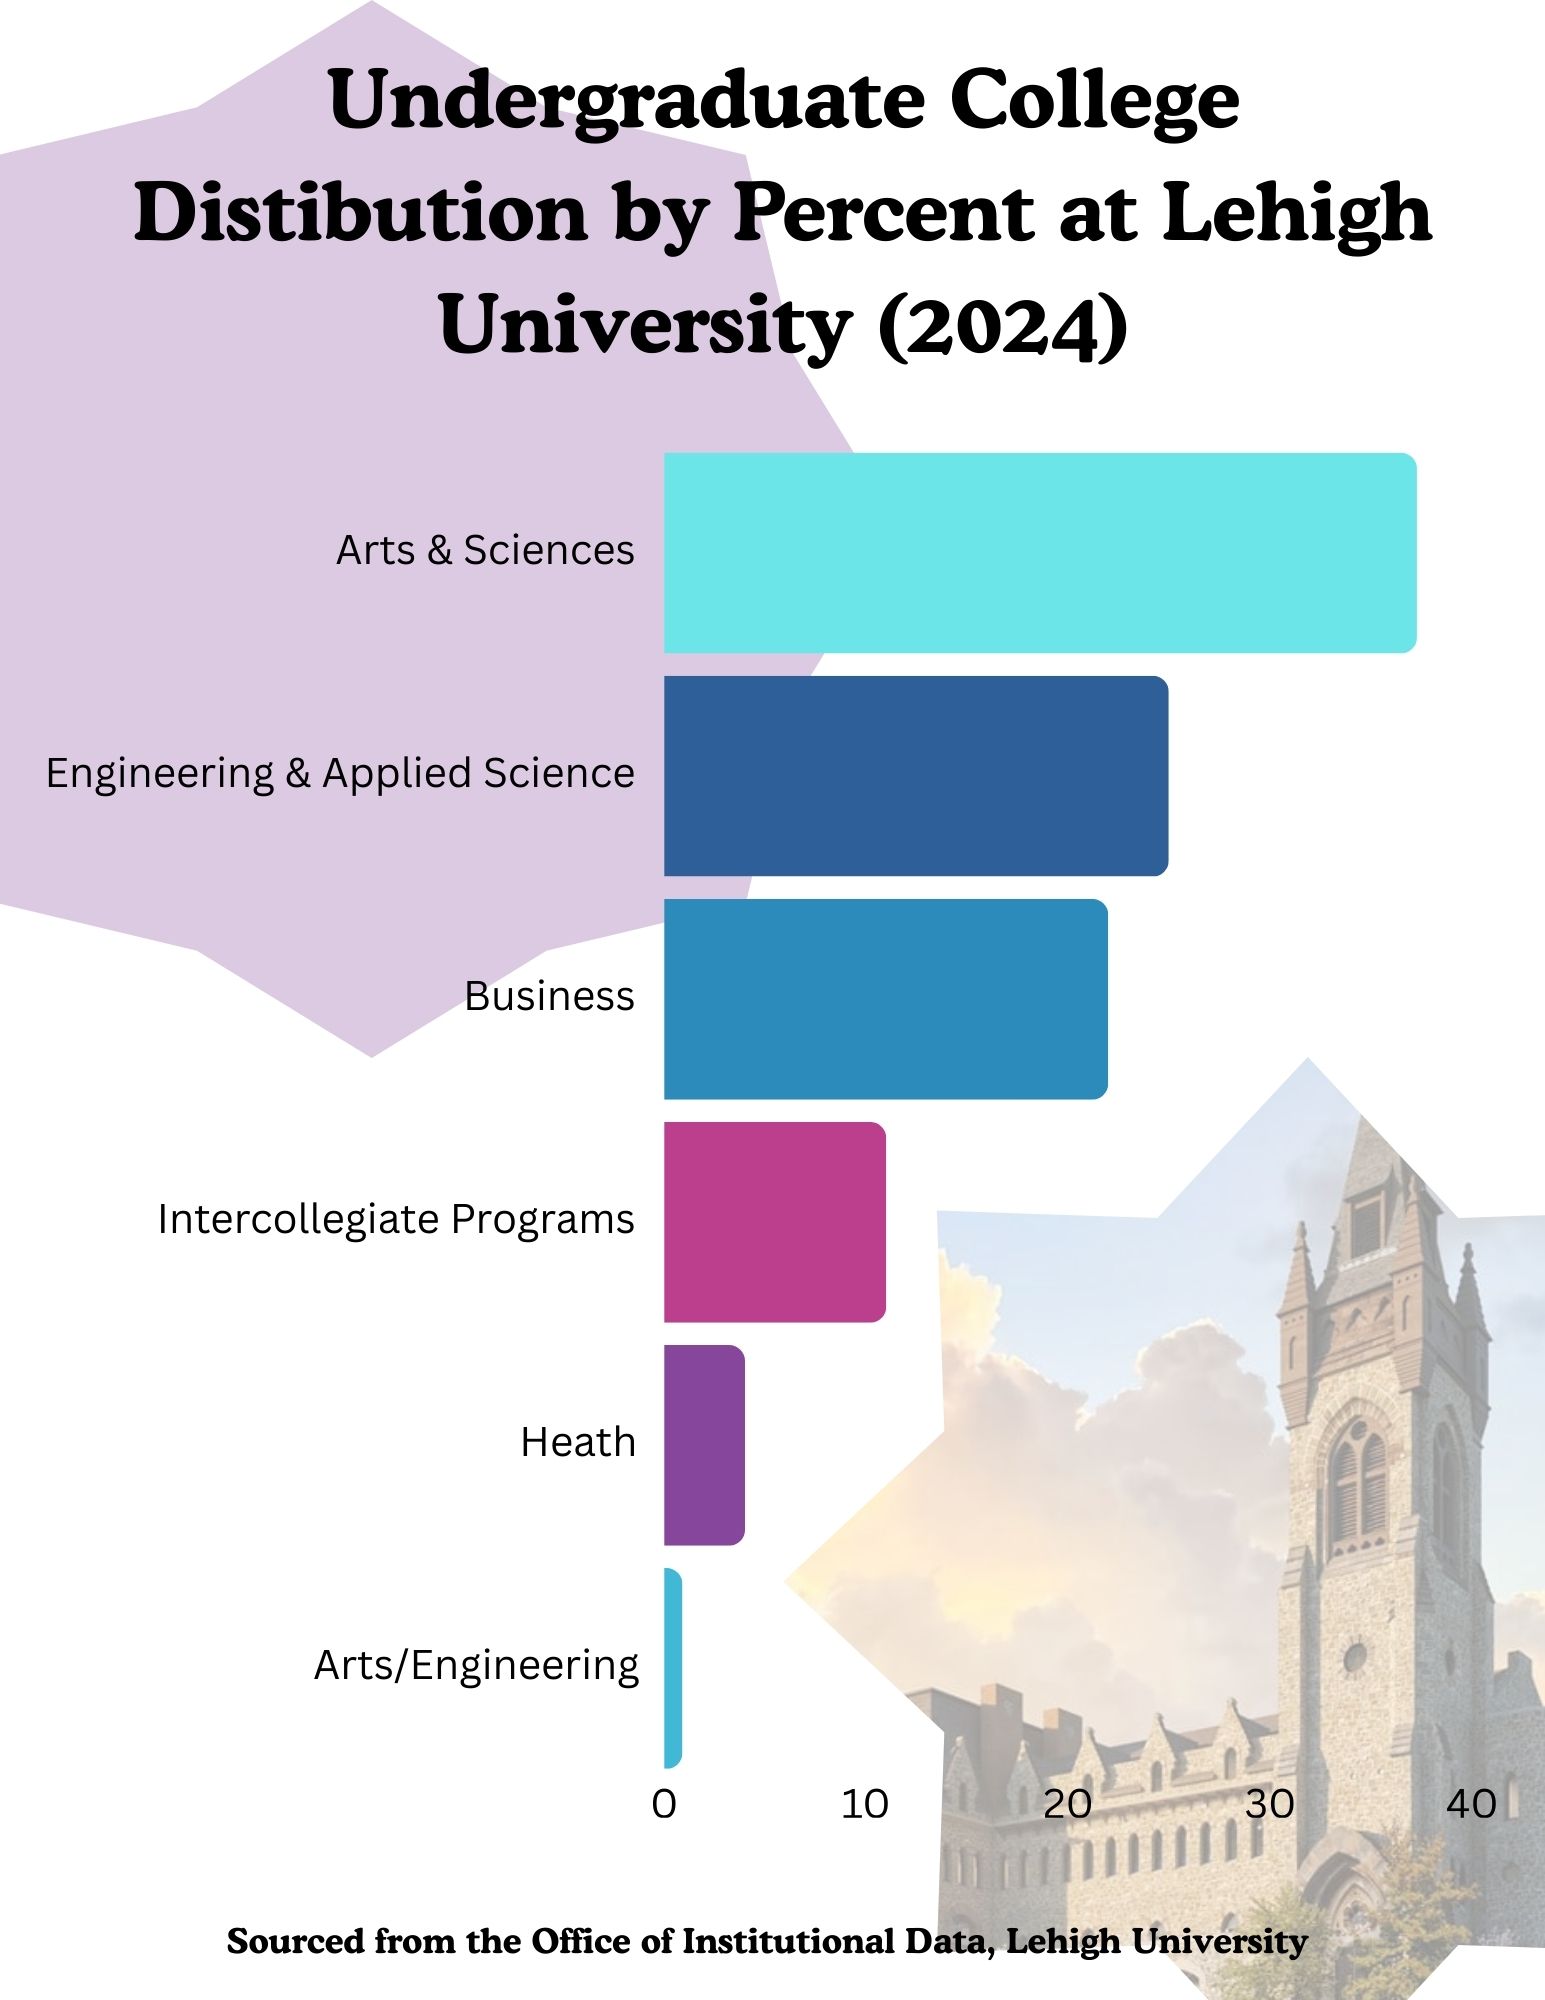 Undergraduate College
Distibution by Percent at Lehigh
University (2024)
Arts & Sciences
Engineering & Applied Science
Business
Intercollegiate Programs
Heath
Arts/Engineering
0 10 20 30 40
Sourced from the Office of Institutional Data, Lehigh University